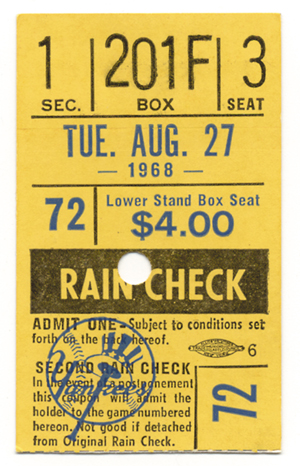 1 201F 3
SEC. BOX SEAT
TUE. AUG. 27
— 1968 —
72 Lower Stand Box Seat
$4.00
RAIN CHECK
ADMIT ONE-Subject to conditions set
forth on the back hereof.
6
SECOND RAIN CHECK
In the event of a postponement
this coupon will admit the
holder to the game numbered
hereon. Not good if detached
from Original Rain Check.
Yankees
72